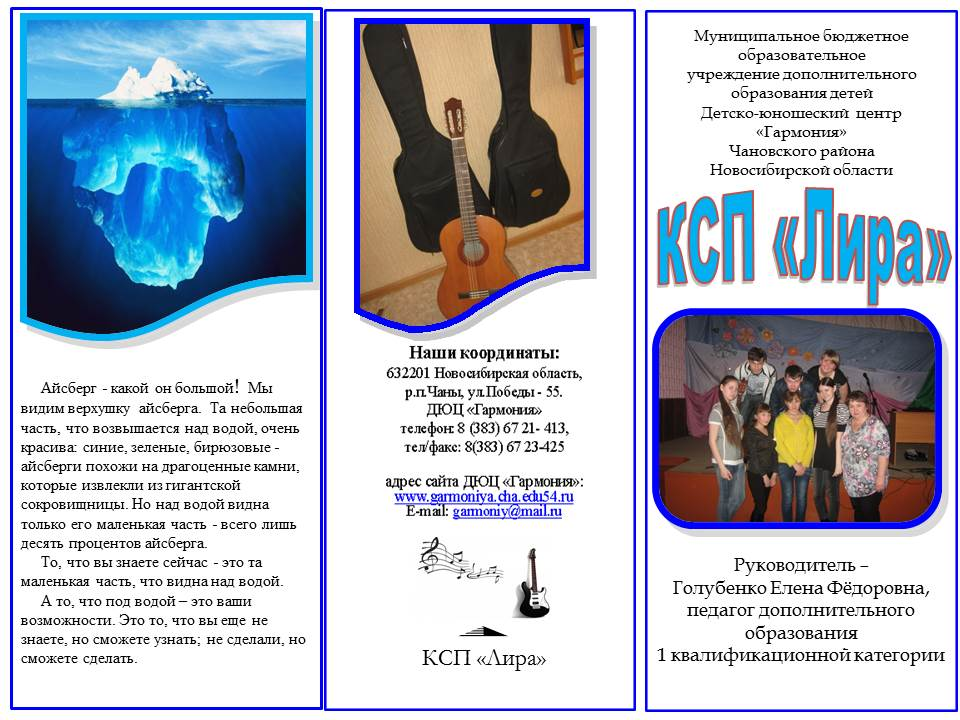 Айсберг - какой он большой! Мы
видим верхушку айсберга. Та небольшая
часть, что возвышается над водой, очень
красива: синие, зеленые, бирюзовые -
айсберги похожи на драгоценные камни,
которые извлекли из гигантской
сокровищницы. Но над водой видна
только его маленькая часть - всего лишь
десять процентов айсберга.
То, что вы знаете сейчас - это та
маленькая часть, что видна над водой.
А то, что под водой – это ваши
возможности. Это то, что вы еще не
знаете, но сможете узнать; не сделали, но
сможете сделать.
Наши координаты:
632201 Новосибирская область,
р.п.Чаны, ул.Победы - 55.
ДЮЦ «Гармония»
телефон: 8 (383) 67 21- 413,
тел/факс: 8(383) 67 23-425
адрес сайта ДЮЦ «Гармония»:
www.garmoniya.cha.edu54.ru
E-mail: garmoniy@mail.ru
КСП «Лира»
Муниципальное бюджетное
образовательное
учреждение дополнительного
образования детей
Детско-юношеский центр
«Гармония»
Чановского района
Новосибирской области
КСП «Лира»
Руководитель –
Голубенко Елена Фёдоровна,
педагог дополнительного
образования
1 квалификационной категории